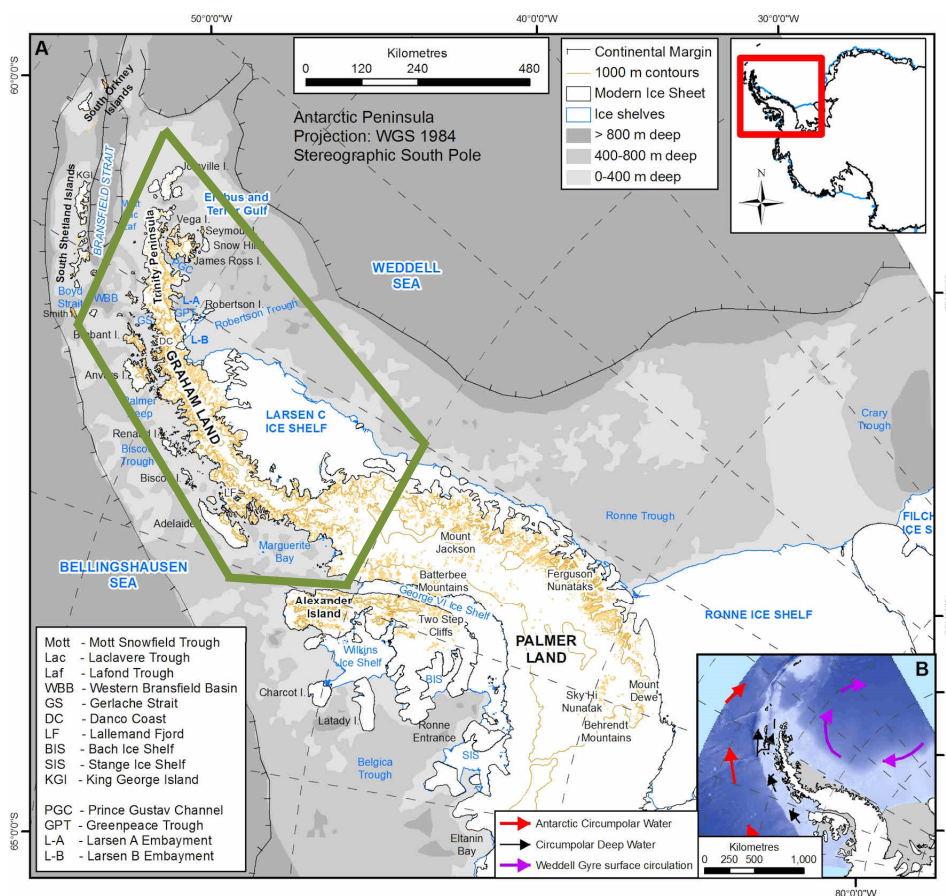 50°0'0"W
40°0'0"W
30°0'0"W
A
60°0'0"S
Kilometres
0 120 240 480
Antarctic Peninsula
Projection: WGS 1984
Stereographic South Pole
Continental Margin
1000 m contours
Modern Ice Sheet
Ice shelves
> 800 m deep
400-800 m deep
0-400 m deep
N
South Orkney
Islands
KGI
South Shetland Islands
BRANSFIELD STRAIT
Joinville I.
Erebus and
Terror Gulf
Laf
Trinity Peninsula
Vega I.
Seymour I.
Snow Hill I.
James Ross I.
PGC
WEDDELL
SEA
Boyd
Strait
WBB
Smith I.
L-A
Robertson I.
GPT
Robertson Trough
GS
Brabant I.
DC
L-B
Anvers I.
GRAHAM LAND
Palmer
Deep
LARSEN C
ICE SHELF
Crary
Trough
Renaud I.
Biscoe
Trough
Biscoe I.
LF
Adelaide I.
Marguerite
Bay
Ronne Trough
FILCH
ICE S
BELLINGSHAUSEN
SEA
Mount
Jackson
Batterbee
Mountains
Ferguson
Nunataks
George VI Ice Shelf
Alexander
Island
Two Step
Cliffs
RONNE ICE SHELF
PALMER
LAND
Wilkins
Ice Shelf
BIS
Charcot I.
Latady I.
Sky Hi
Nunatak
Mount
Dewe
Behrendt
Mountains
Ronne
Entrance
Belgica
Trough
SIS
Eltanin
Bay
Mott - Mott Snowfield Trough
Lac - Laclavere Trough
Laf - Lafond Trough
WBB - Western Bransfield Basin
GS - Gerlache Strait
DC - Danco Coast
LF - Lallemand Fjord
BIS - Bach Ice Shelf
SIS - Stange Ice Shelf
KGI - King George Island
PGC - Prince Gustav Channel
GPT - Greenpeace Trough
L-A - Larsen A Embayment
L-B - Larsen B Embayment
65°0'0"S
Antarctic Circumpolar Water
Circumpolar Deep Water
Weddell Gyre surface circulation
B
Kilometres
0 250 500 1,000
80°0'0"W